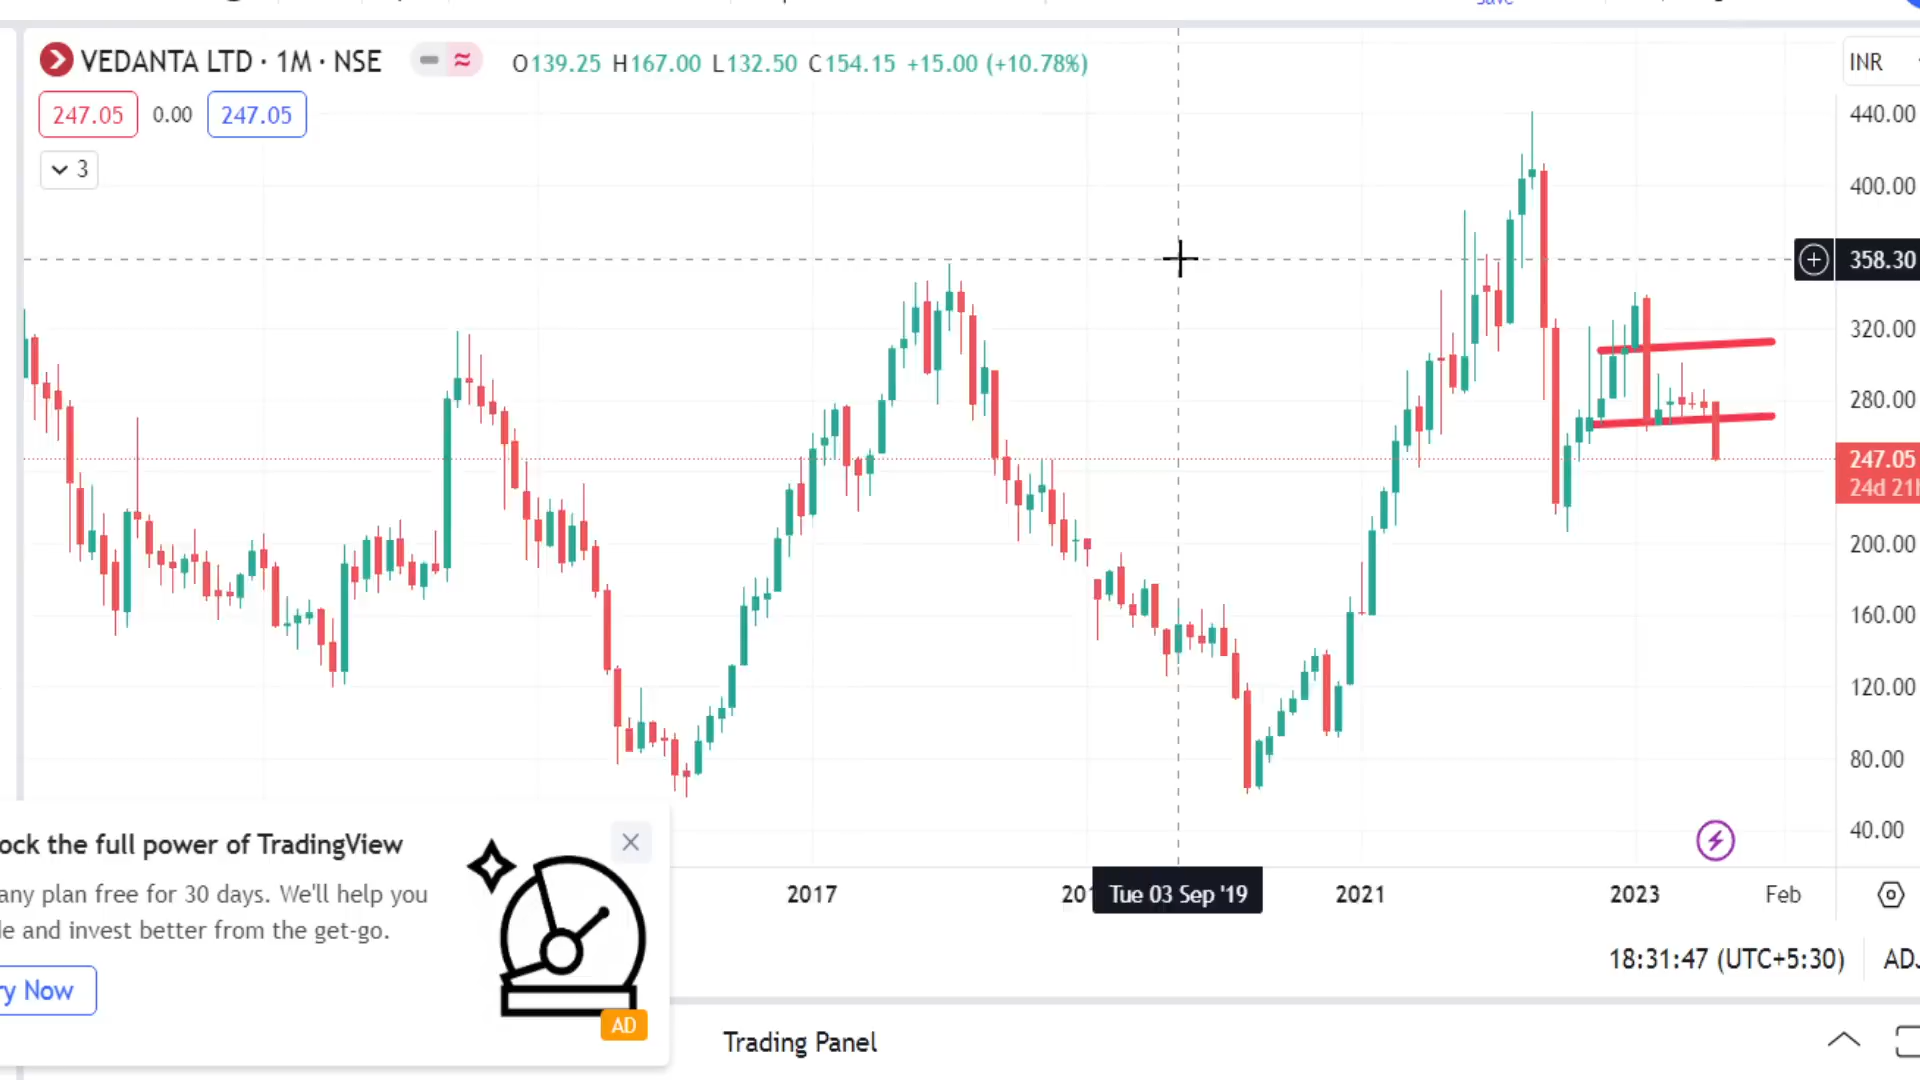 VEDANTA LTD · 1M · NSE
O139.25 H167.00 L132.50 C154.15 +15.00 (+10.78%)
INR
247.05 0.00 247.05
3
440.00
400.00
358.30
320.00
280.00
247.05
24d 21
200.00
160.00
120.00
80.00
40.00
2017
201
Tue 03 Sep '19
2021
2023
Feb
18:31:47 (UTC+5:30)
ADJ
ock the full power of TradingView
any plan free for 30 days. We'll help you
e and invest better from the get-go.
ry Now
AD
Trading Panel